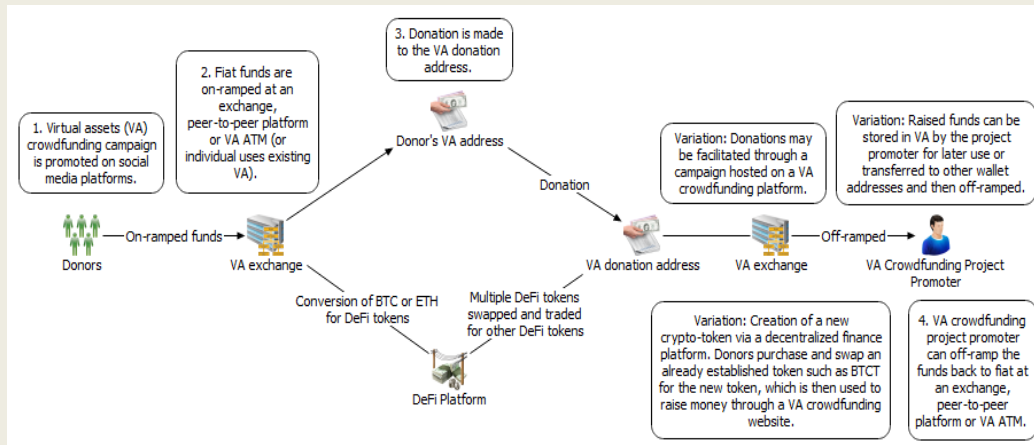 3. Donation is made
to the VA donation
address.
2. Fiat funds are
on-ramped at an
exchange,
peer-to-peer platform
or VA ATM (or
individual uses existing
VA).
1. Virtual assets (VA)
crowdfunding campaign
is promoted on social
media platforms.
Donor's VA address
Variation: Donations may
be facilitated through a
campaign hosted on a VA
crowdfunding platform.
Variation: Raised funds can be
stored in VA by the project
promoter for later use or
transferred to other wallet
addresses and then off-ramped.
Donation
On-ramped funds
Off-ramped
Donors
VA exchange
VA donation address
VA exchange
VA Crowdfunding Project
Promoter
Conversion of BTC or ETH
for DeFi tokens
Multiple DeFi tokens
swapped and traded
for other DeFi tokens
DeFi Platform
Variation: Creation of a new
crypto-token via a decentralized finance
platform. Donors purchase and swap an
already established token such as BTCT
for the new token, which is then used to
raise money through a VA crowdfunding
website.
4. VA crowdfunding
project promoter
can off-ramp the
funds back to fiat at
an exchange,
peer-to-peer
platform or VA ATM.